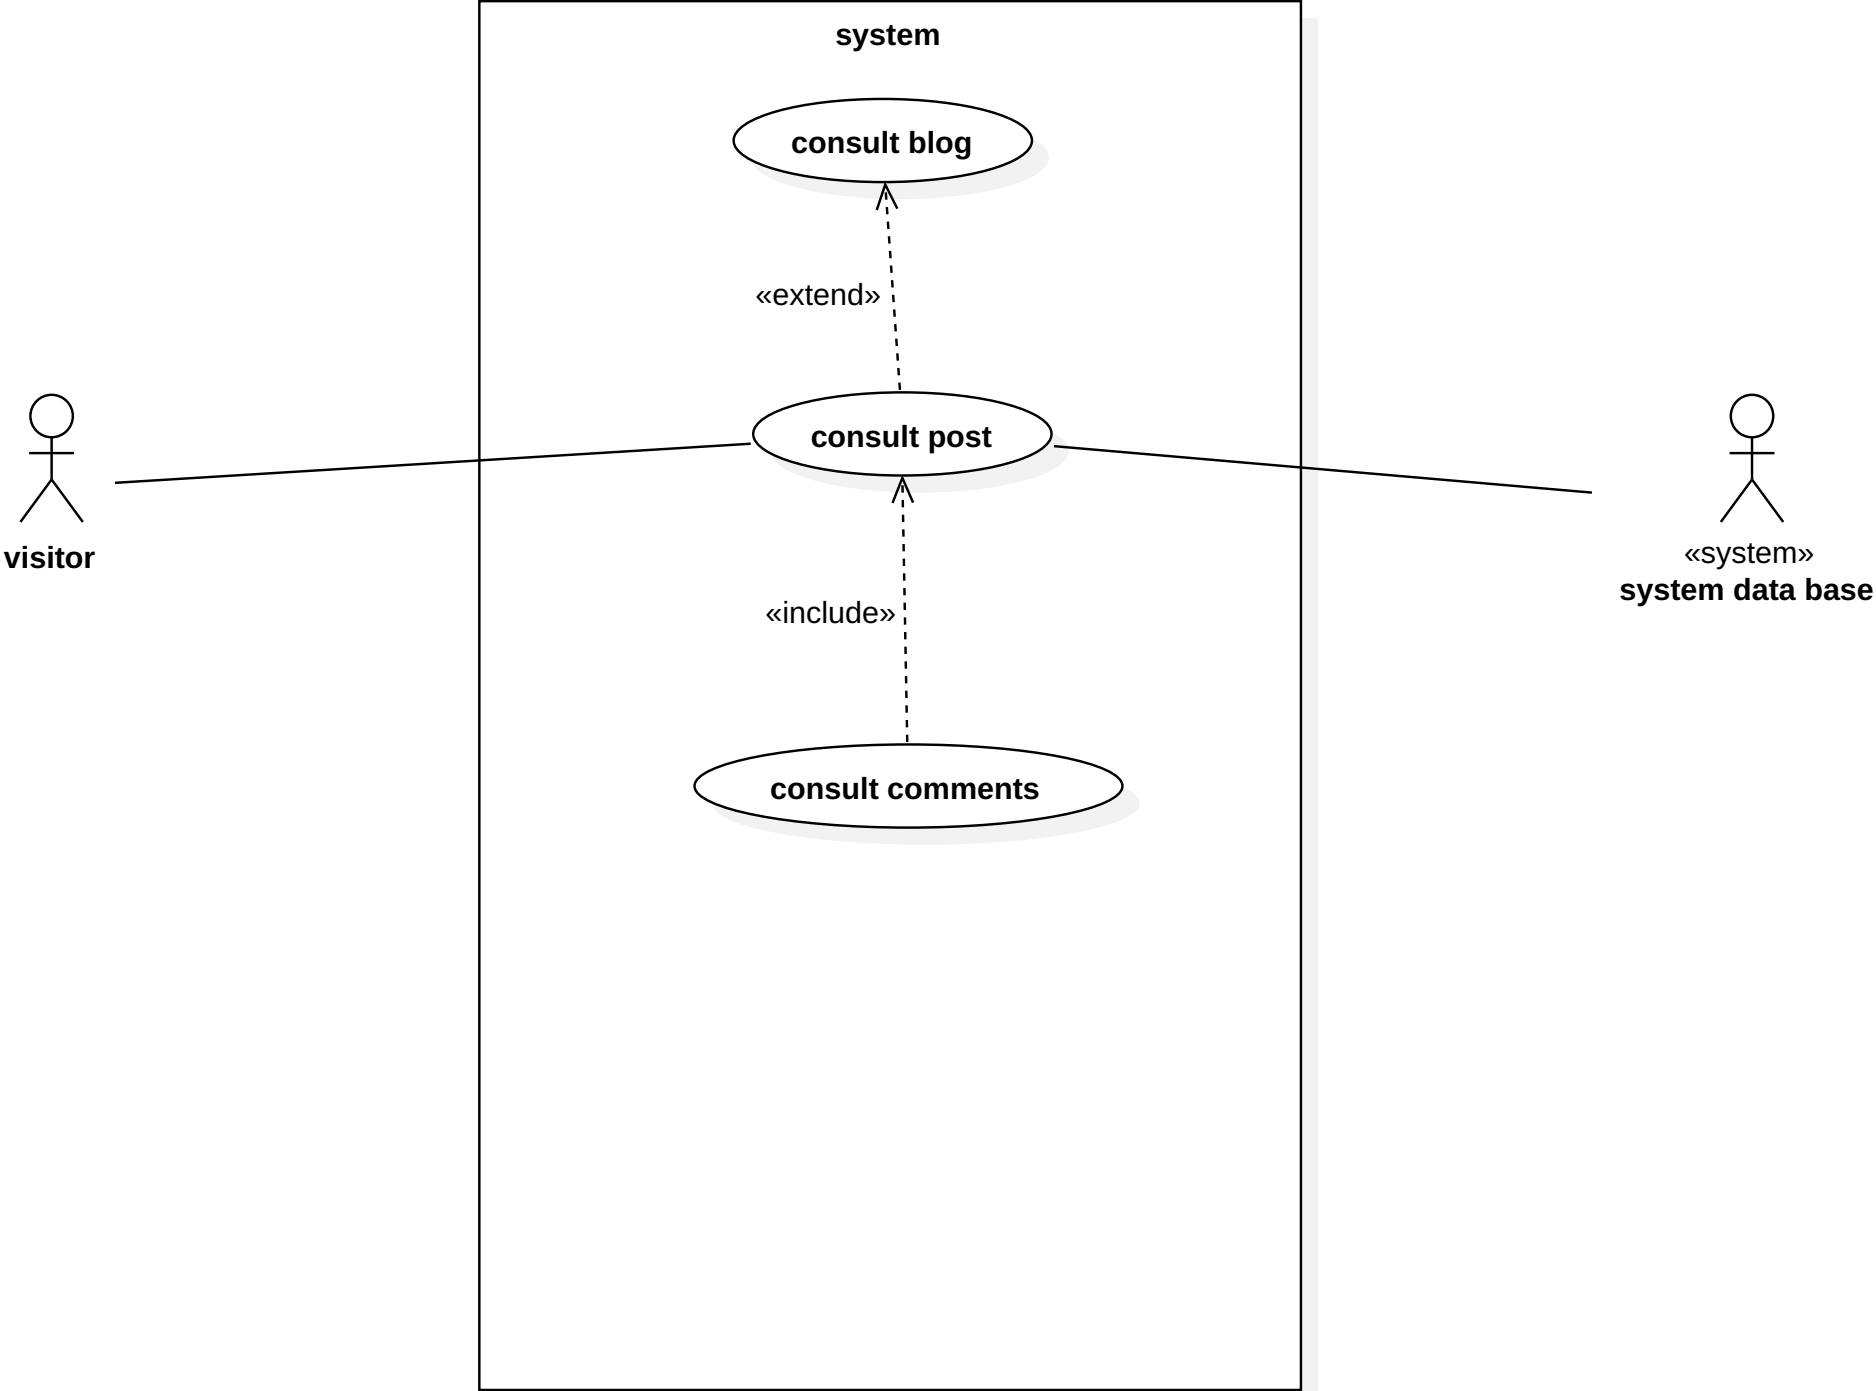 system
consult blog
«extend»
consult post
visitor
«system»
system data base
«include»
consult comments